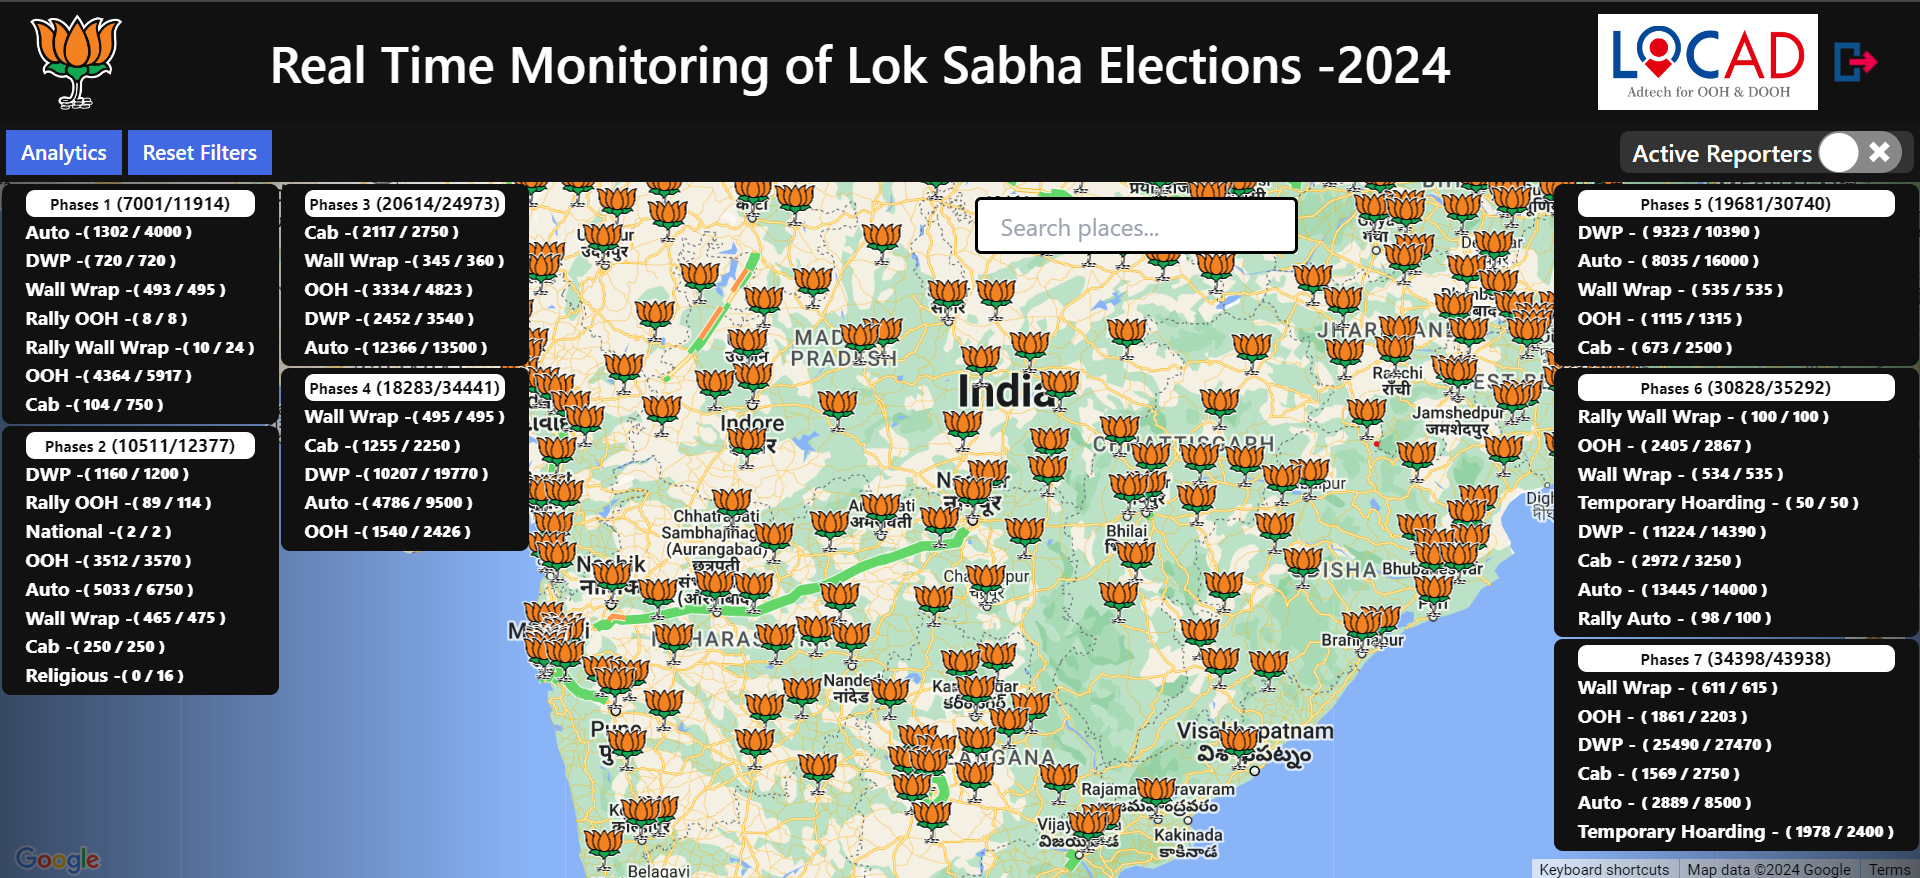 Real Time Monitoring of Lok Sabha Elections -2024
LOCAD
Adtech for OOH & DOOH
Analytics
Reset Filters
Active Reporters
Phases 1 (7001/11914)
Auto -( 1302 / 4000 )
DWP -( 720 / 720 )
Wall Wrap -( 493 / 495 )
Rally OOH -( 8 / 8 )
Rally Wall Wrap -( 10 / 24 )
OOH -( 4364 / 5917 )
Cab -( 104 / 750 )
Phases 2 (10511/12377)
DWP -( 1160 / 1200 )
Rally OOH -( 89 / 114 )
National -( 2 / 2 )
OOH -( 3512 / 3570 )
Auto -( 5033 / 6750 )
Wall Wrap -( 465 / 475 )
Cab -( 250 / 250 )
Religious -( 0 / 16 )
Phases 3 (20614/24973)
Cab -( 2117 / 2750 )
Wall Wrap -( 345 / 360 )
OOH -( 3334 / 4823 )
DWP -( 2452 / 3540 )
Auto -( 12366 / 13500 )
Phases 4 (18283/34441)
Wall Wrap -( 495 / 495 )
Cab -( 1255 / 2250 )
DWP -( 10207 / 19770 )
Auto -( 4786 / 9500 )
OOH -( 1540 / 2426 )
Search places...
PRADESH
India
Indore
Chhatrapati
Sambhajinagar
(Aurangabad)
छत्रपती
अमरावती
Bhilai
Ranchi
राँची
Jamshedpur
जमशेदपुर
Nanded
नांदेड
Visakhapatnam
Kakinada
కాకినాడ
Belagavi
Phases 5 (19681/30740)
DWP - ( 9323 / 10390 )
Auto - ( 8035 / 16000 )
Wall Wrap - ( 535 / 535 )
OOH - ( 1115 / 1315 )
Cab - ( 673 / 2500 )
Phases 6 (30828/35292)
Rally Wall Wrap - ( 100 / 100 )
OOH - ( 2405 / 2867 )
Wall Wrap - ( 534 / 535 )
Temporary Hoarding - ( 50 / 50 )
DWP - ( 11224 / 14390 )
Cab - ( 2972 / 3250 )
Auto - ( 13445 / 14000 )
Rally Auto - ( 98 / 100 )
Phases 7 (34398/43938)
Wall Wrap - ( 611 / 615 )
OOH - ( 1861 / 2203 )
DWP - ( 25490 / 27470 )
Cab - ( 1569 / 2750 )
Auto - ( 2889 / 8500 )
Temporary Hoarding - ( 1978 / 2400 )
Google
Keyboard shortcuts
Map data ©2024 Google
Terms